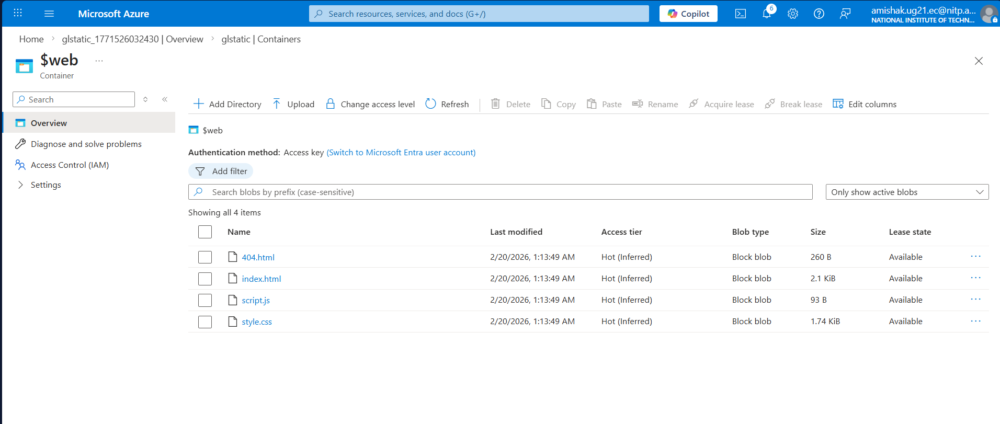 Microsoft Azure
Search resources, services, and docs (G+/)
Copilot
6
amishak.ug21.ec@nitp.a...
NATIONAL INSTITUTE OF TECHN...
Home > glstatic_1771526032430 | Overview > glstatic | Containers
$web ...
Container
Search
Overview
Diagnose and solve problems
Access Control (IAM)
Settings
Add Directory Upload Change access level Refresh Delete Copy Paste Rename Acquire lease Break lease Edit columns
$web
Authentication method: Access key (Switch to Microsoft Entra user account)
Add filter
Search blobs by prefix (case-sensitive)
Only show active blobs
Showing all 4 items
Name Last modified Access tier Blob type Size Lease state
404.html 2/20/2026, 1:13:49 AM Hot (Inferred) Block blob 260 B Available ...
index.html 2/20/2026, 1:13:49 AM Hot (Inferred) Block blob 2.1 KiB Available ...
script.js 2/20/2026, 1:13:49 AM Hot (Inferred) Block blob 93 B Available ...
style.css 2/20/2026, 1:13:49 AM Hot (Inferred) Block blob 1.74 KiB Available ...